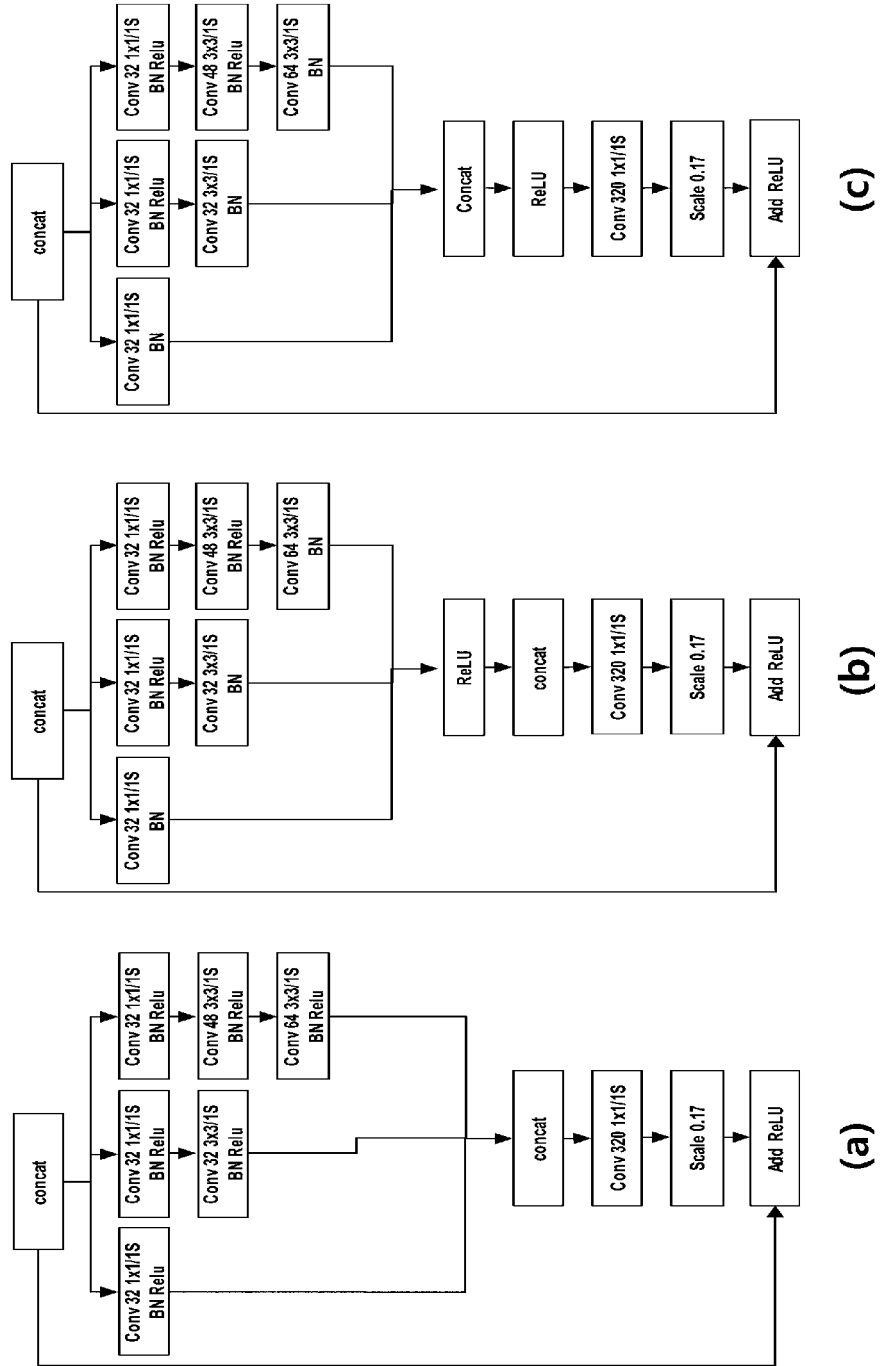 concat
Conv 32 1x1/1S
BN Relu
Conv 32 1x1/1S
BN Relu
Conv 32 1x1/1S
BN Relu
Conv 32 3x3/1S
BN Relu
Conv 48 3x3/1S
BN Relu
Conv 64 3x3/1S
BN Relu
concat
Conv 320 1x1/1S
Scale 0.17
Add ReLU
(a)
concat
Conv 32 1x1/1S
BN
Conv 32 1x1/1S
BN Relu
Conv 32 1x1/1S
BN Relu
Conv 32 3x3/1S
BN
Conv 48 3x3/1S
BN Relu
Conv 64 3x3/1S
BN
ReLU
concat
Conv 320 1x1/1S
Scale 0.17
Add ReLU
(b)
concat
Conv 32 1x1/1S
BN
Conv 32 1x1/1S
BN Relu
Conv 32 1x1/1S
BN Relu
Conv 32 3x3/1S
BN
Conv 48 3x3/1S
BN Relu
Conv 64 3x3/1S
BN
Concat
ReLU
Conv 320 1x1/1S
Scale 0.17
Add ReLU
(c)